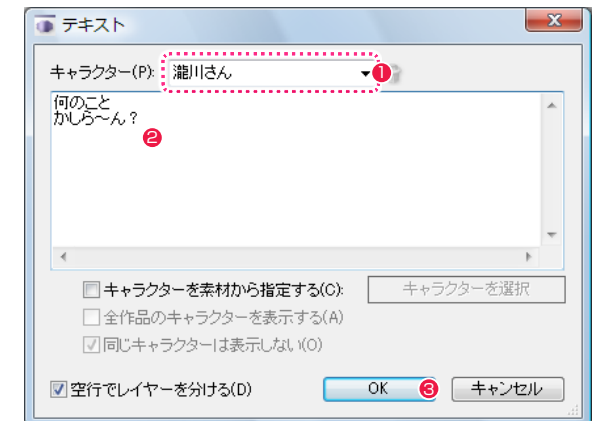 テキスト
キャラクター(P): 瀧川さん
❶
何のこと
かしら～ん？
❷
キャラクターを素材から指定する(C): キャラクターを選択
全作品のキャラクターを表示する(A)
同じキャラクターは表示しない(O)
空行でレイヤーを分ける(D) OK ❸ キャンセル